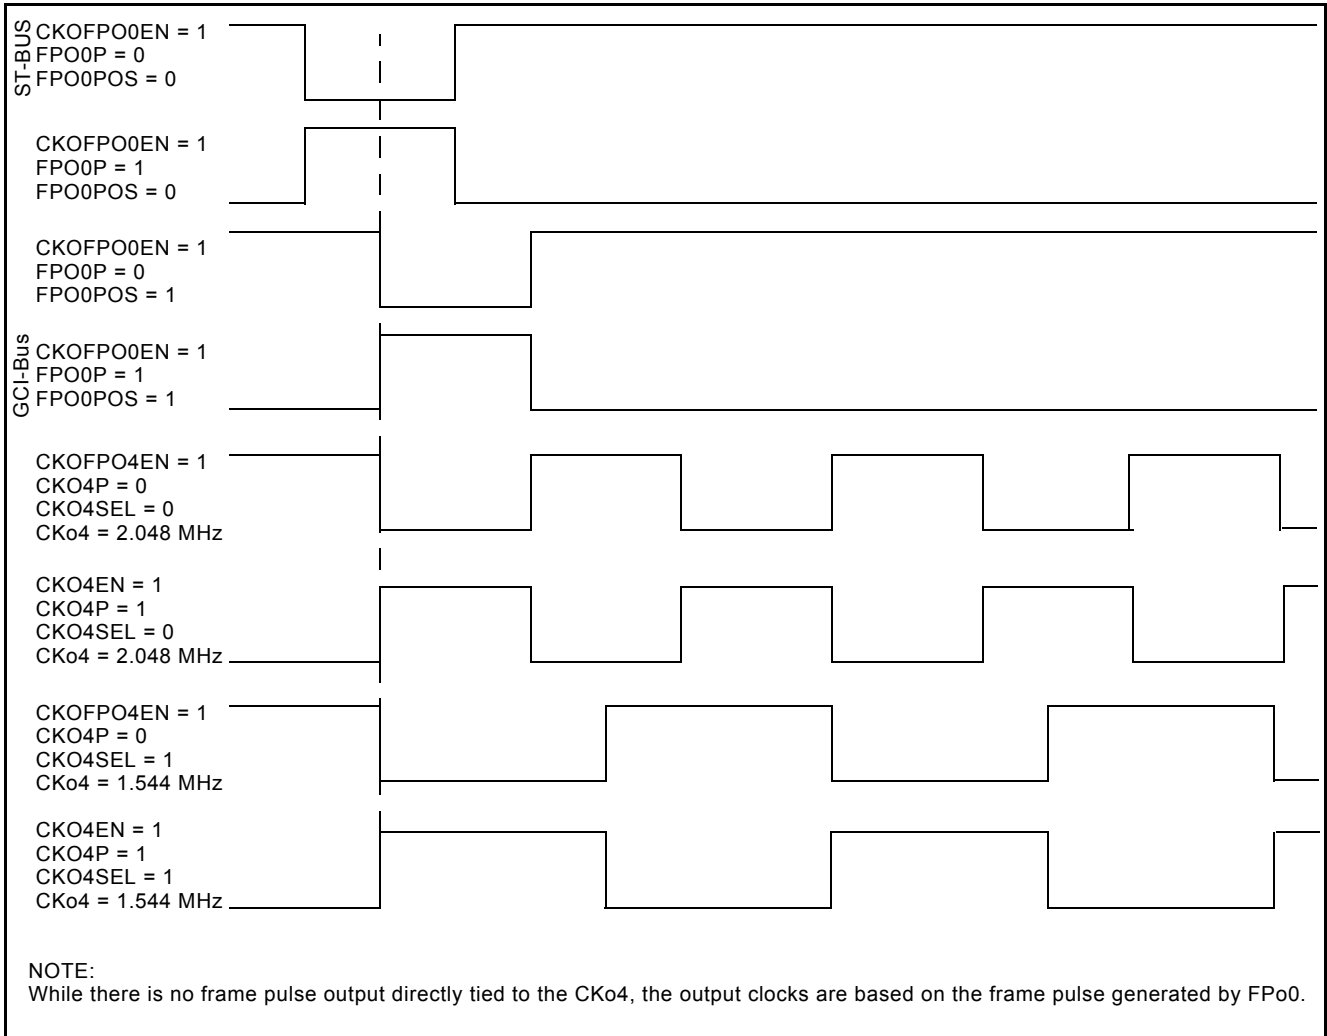 ST-BUS
CKOFPO0EN = 1
FPO0P = 0
FPO0POS = 0
CKOFPO0EN = 1
FPO0P = 1
FPO0POS = 0
CKOFPO0EN = 1
FPO0P = 0
FPO0POS = 1
GCI-Bus
CKOFPO0EN = 1
FPO0P = 1
FPO0POS = 1
CKOFPO4EN = 1
CKO4P = 0
CKO4SEL = 0
CKo4 = 2.048 MHz
CKO4EN = 1
CKO4P = 1
CKO4SEL = 0
CKo4 = 2.048 MHz
CKOFPO4EN = 1
CKO4P = 0
CKO4SEL = 1
CKo4 = 1.544 MHz
CKO4EN = 1
CKO4P = 1
CKO4SEL = 1
CKo4 = 1.544 MHz
NOTE:
While there is no frame pulse output directly tied to the CKo4, the output clocks are based on the frame pulse generated by FPo0.